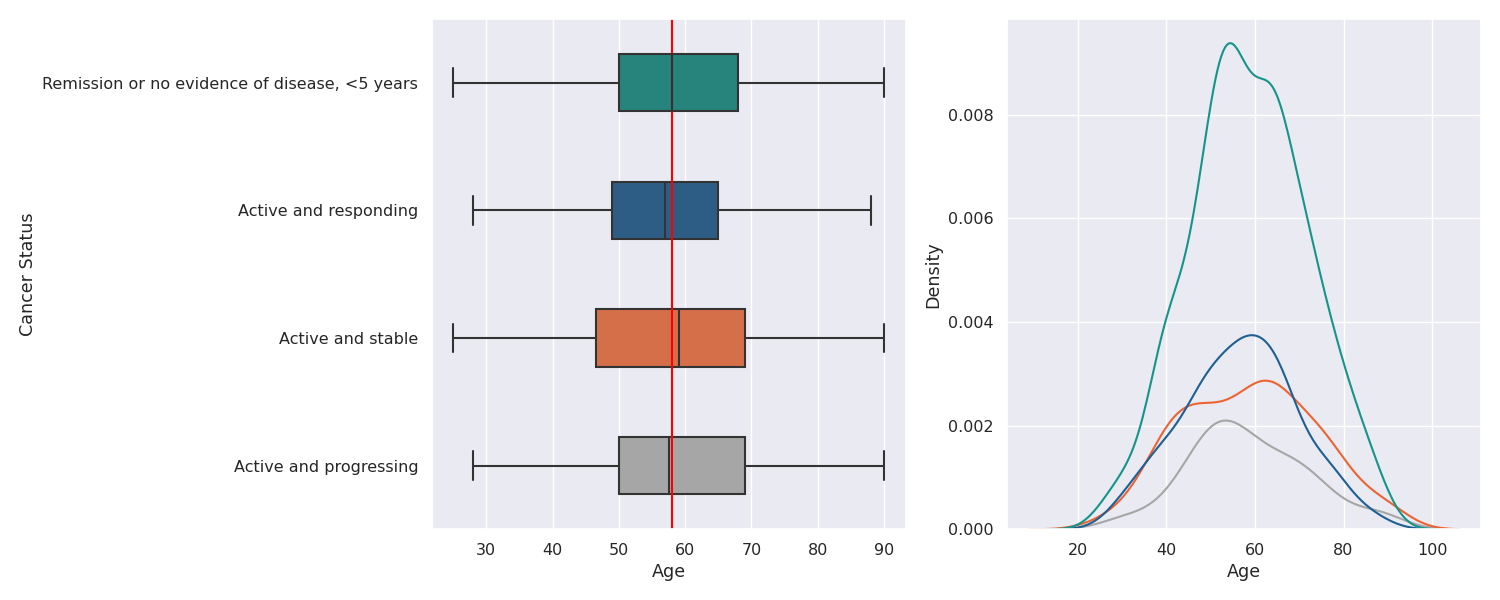 Cancer Status
Remission or no evidence of disease, <5 years
Active and responding
Active and stable
Active and progressing
30 40 50 60 70 80 90
Age
Density
0.008
0.006
0.004
0.002
0.000
20 40 60 80 100
Age